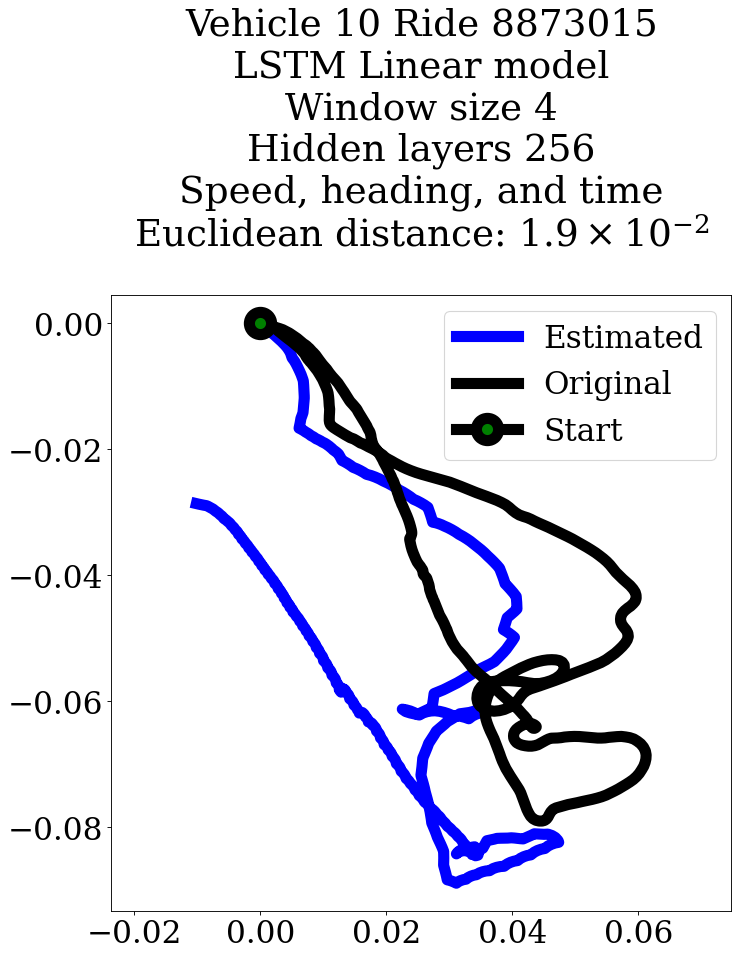 Vehicle 10 Ride 8873015
LSTM Linear model
Window size 4
Hidden layers 256
Speed, heading, and time
Euclidean distance: 1.9 × 10⁻²
Estimated
Original
Start
0.00
−0.02
−0.04
−0.06
−0.08
−0.02 0.00 0.02 0.04 0.06